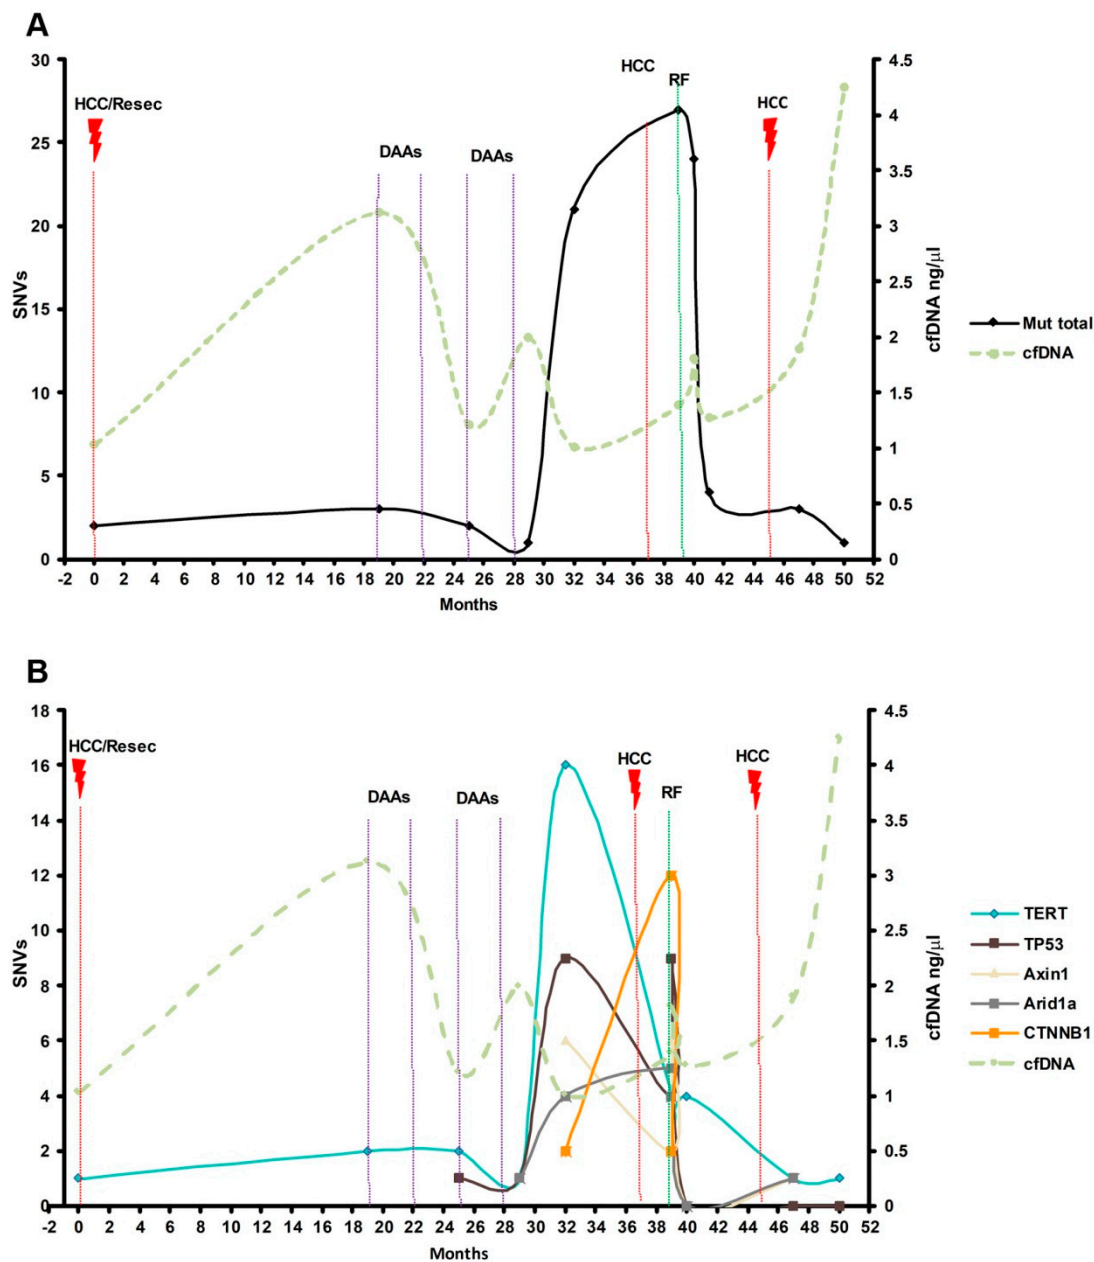 A
30
25
20
15
10
5
0
SNVs
HCC/Resec
DAAs
DAAs
HCC
RF
HCC
4.5
4
3.5
3
2.5
2
1.5
1
0.5
0
cfDNA ng/µl
Mut total
cfDNA
-2 0 2 4 6 8 10 12 14 16 18 20 22 24 26 28 30 32 34 36 38 40 42 44 46 48 50 52
Months
B
18
16
14
12
10
8
6
4
2
0
SNVs
HCC/Resec
DAAs
DAAs
HCC
RF
HCC
4.5
4
3.5
3
2.5
2
1.5
1
0.5
0
cfDNA ng/µl
TERT
TP53
Axin1
Arid1a
CTNNB1
cfDNA
0 2 4 6 8 10 12 14 16 18 20 22 24 26 28 30 32 34 36 38 40 42 44 46 48 50 52
Months